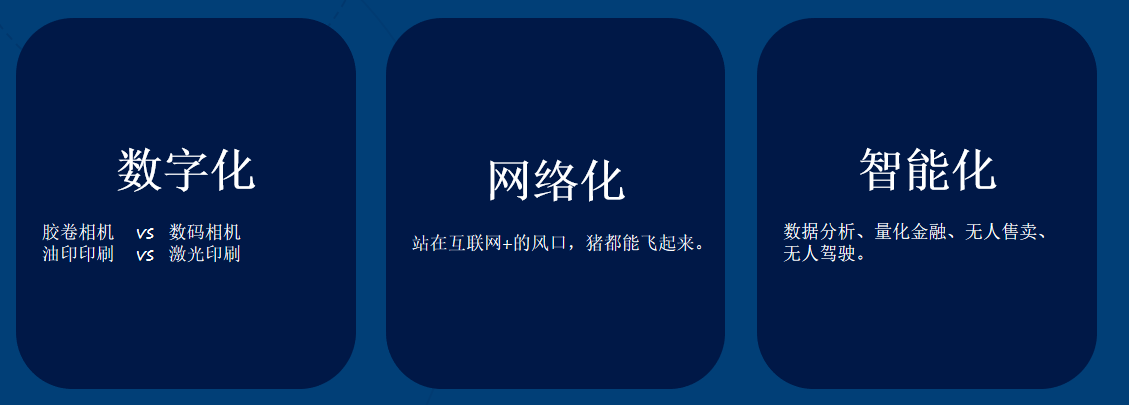 数字化
胶卷相机 vs 数码相机
油印印刷 vs 激光印刷
网络化
站在互联网+的风口，猪都能飞起来。
智能化
数据分析、量化金融、无人售卖、
无人驾驶。